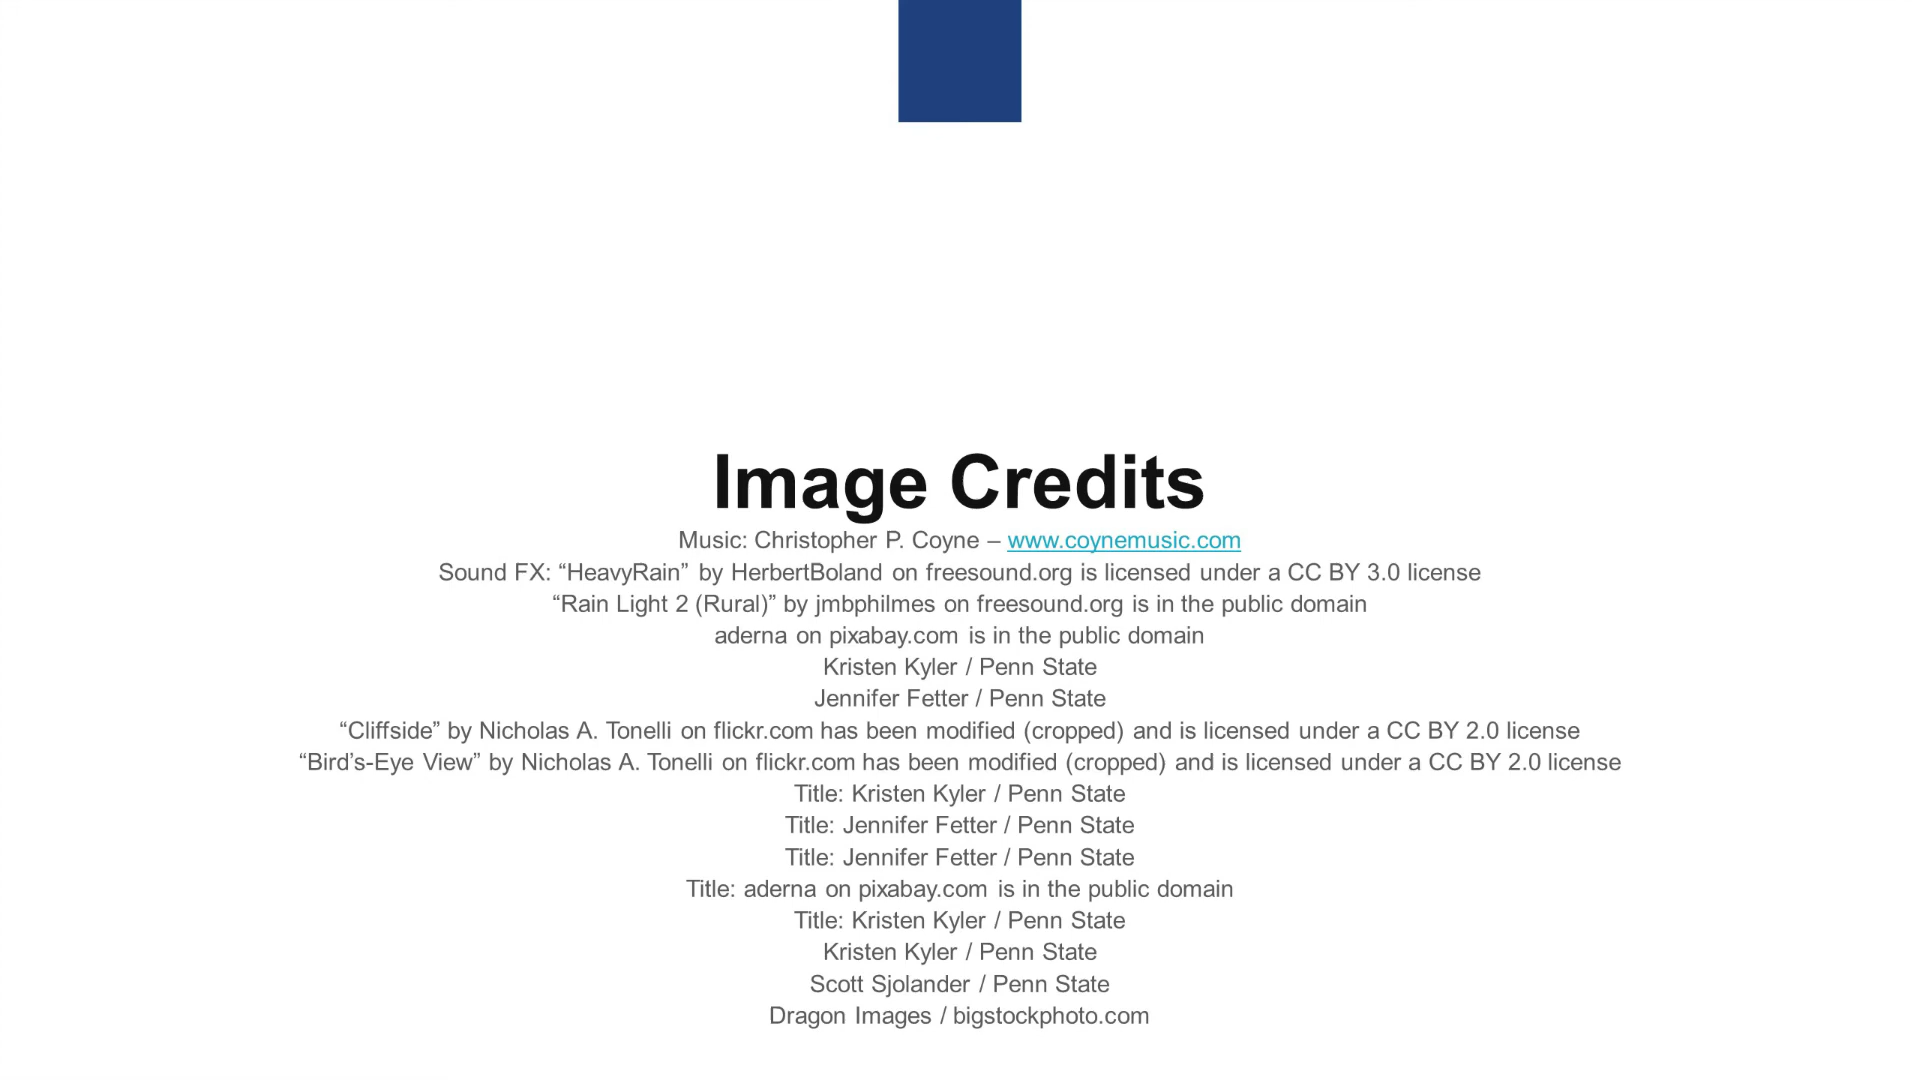 Image Credits
Music: Christopher P. Coyne – www.coynemusic.com
Sound FX: “HeavyRain” by HerbertBoland on freesound.org is licensed under a CC BY 3.0 license
“Rain Light 2 (Rural)” by jmbphilmes on freesound.org is in the public domain
aderna on pixabay.com is in the public domain
Kristen Kyler / Penn State
Jennifer Fetter / Penn State
“Cliffside” by Nicholas A. Tonelli on flickr.com has been modified (cropped) and is licensed under a CC BY 2.0 license
“Bird’s-Eye View” by Nicholas A. Tonelli on flickr.com has been modified (cropped) and is licensed under a CC BY 2.0 license
Title: Kristen Kyler / Penn State
Title: Jennifer Fetter / Penn State
Title: Jennifer Fetter / Penn State
Title: aderna on pixabay.com is in the public domain
Title: Kristen Kyler / Penn State
Kristen Kyler / Penn State
Scott Sjolander / Penn State
Dragon Images / bigstockphoto.com